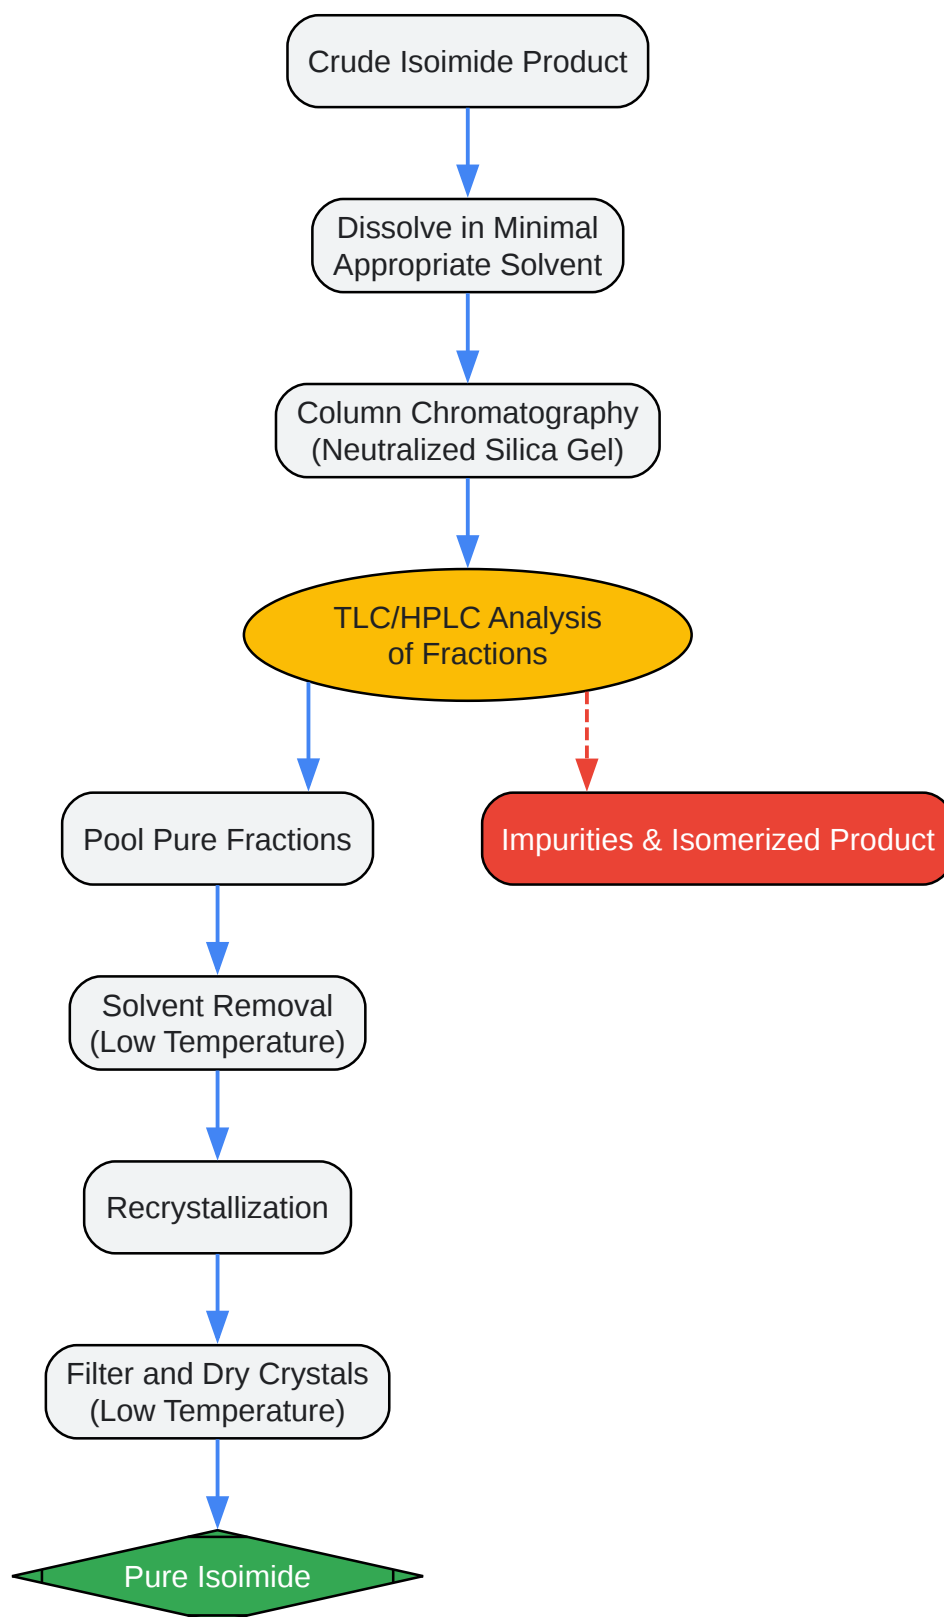 Crude Isoimide Product
Dissolve in Minimal
Appropriate Solvent
Column Chromatography
(Neutralized Silica Gel)
TLC/HPLC Analysis
of Fractions
Pool Pure Fractions
Impurities & Isomerized Product
Solvent Removal
(Low Temperature)
Recrystallization
Filter and Dry Crystals
(Low Temperature)
Pure Isoimide